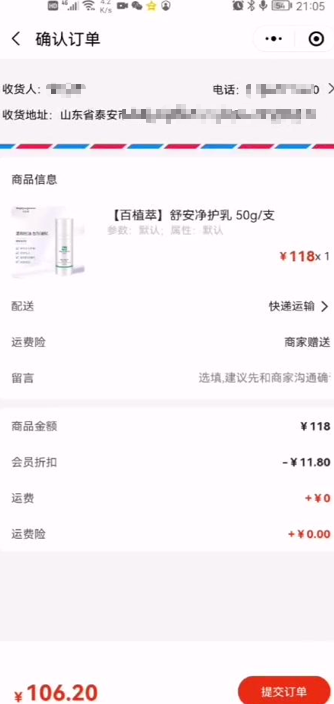 HD 4G 4.2 K/s 5G 21:05
确认订单
收货人： 电话： 0
收货地址：山东省泰安市
商品信息
【百植萃】舒安净护乳 50g/支
参数：默认；属性：默认
￥118x 1
配送 快递运输
运费险 商家赠送
留言 选填,建议先和商家沟通确
商品金额 ￥118
会员折扣 -￥11.80
运费 +￥0
运费险 +￥0.00
￥106.20 提交订单